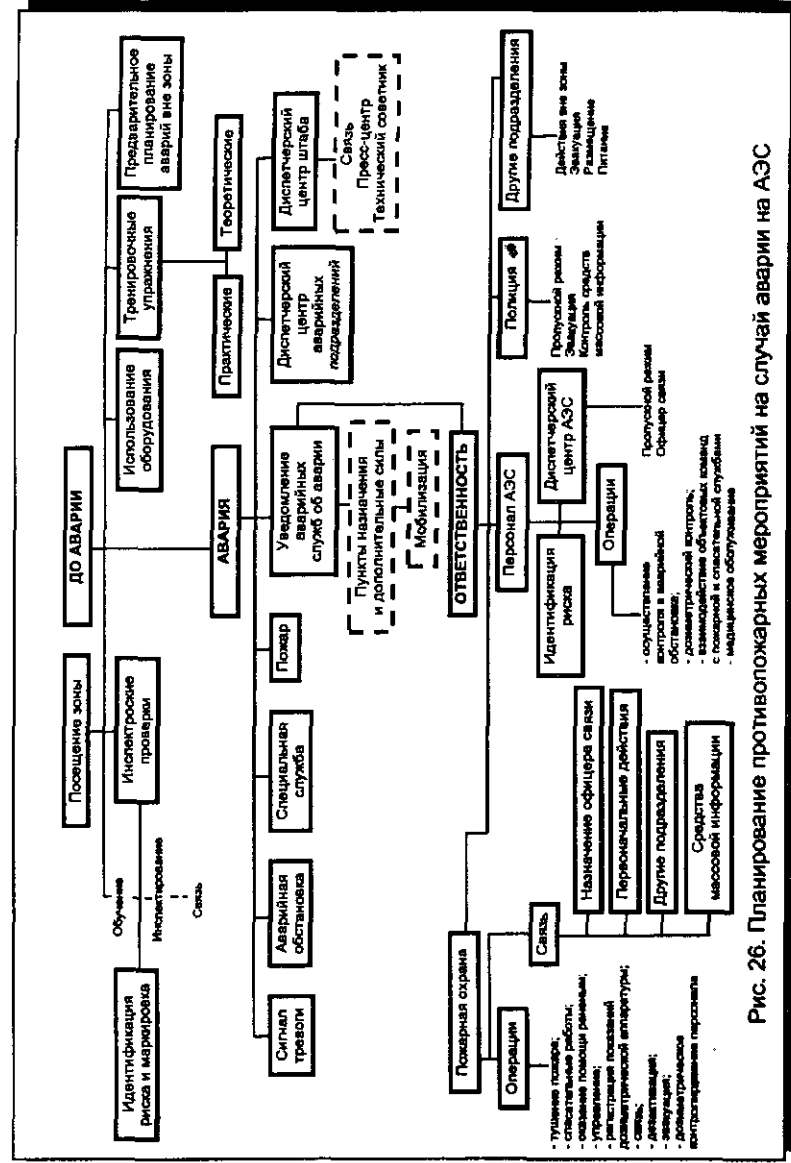 ДО АВАРИИ
Посещение зоны
Использование
оборудования
Тренировочные
упражнения
Предварительное
планирование
аварий вне зоны
Обучение
Инспектирование
Связь
Инспектроские
проверки
Идентификация
риска и маркировка
Практические
Теоретические
АВАРИЯ
Сигнал
тревоги
Аварийная
обстановка
Специальная
служба
Пожар
Уведомление
аварийных
служб об аварии
Диспетчерский
центр
аварийных
подразделений
Диспетчерский
центр штаба
Пункты назначения
и дополнительные силы
Мобилизация
Связь
Пресс-центр
Технический советник
ОТВЕТСТВЕННОСТЬ
Пожарная охрана
Персонал АЭС
Полиция
Другие подразделения
Операции
- тушение пожара;
- спасательные работы;
- оказание помощи раненым;
- управление;
- регистрация показаний
дозиметрической аппаратуры;
- связь;
- дезактивация;
- эвакуация;
- дозиметрическое
контролирование персонала
Связь
Назначение офицера связи
Первоначальные действия
Другие подразделения
Средства
массовой информации
Идентификация
риска
Диспетчерский
центр АЭС
Операции
- осуществление
контроля в аварийной
обстановке;
- дозиметрический контроль;
- взаимодействие объектовых команд
с пожарной и спасательной службами
- медицинское обслуживание
Пропускной режим
Офицер связи
Пропускной режим
Эвакуация
Контроль средств
массовой информации
Действия вне зоны
Эвакуация
Размещение
Питание
Рис. 26. Планирование противопожарных мероприятий на случай аварии на АЭС